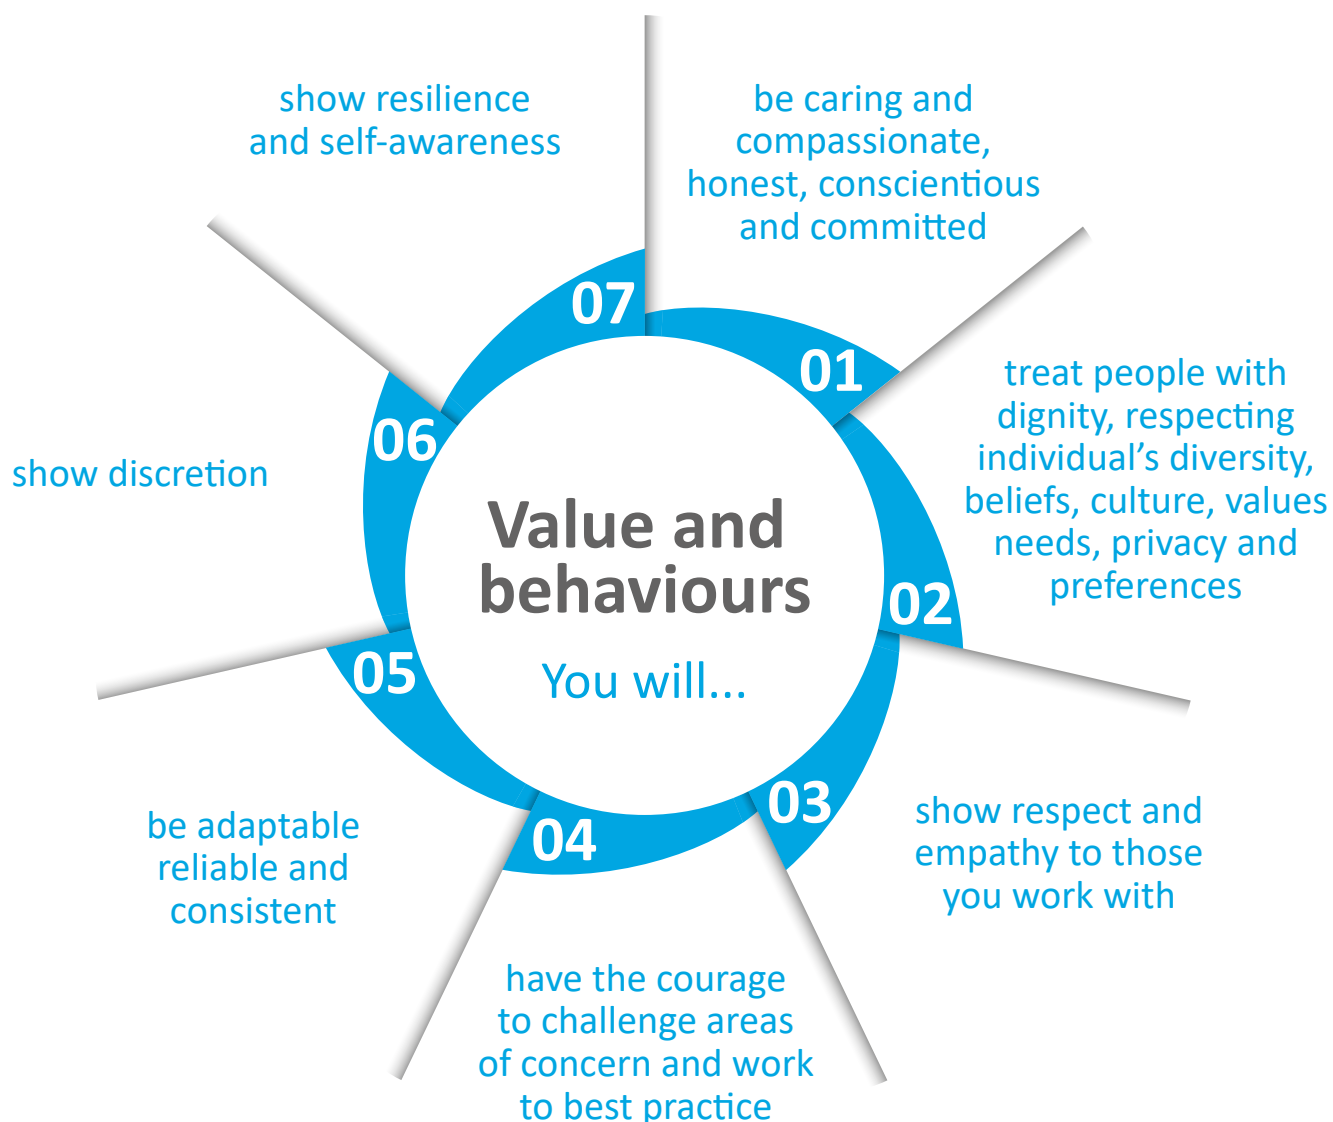 Value and
behaviours
You will...
01
be caring and
compassionate,
honest, conscientious
and committed
02
treat people with
dignity, respecting
individual’s diversity,
beliefs, culture, values
needs, privacy and
preferences
03
show respect and
empathy to those
you work with
04
have the courage
to challenge areas
of concern and work
to best practice
05
be adaptable
reliable and
consistent
06
show discretion
07
show resilience
and self-awareness